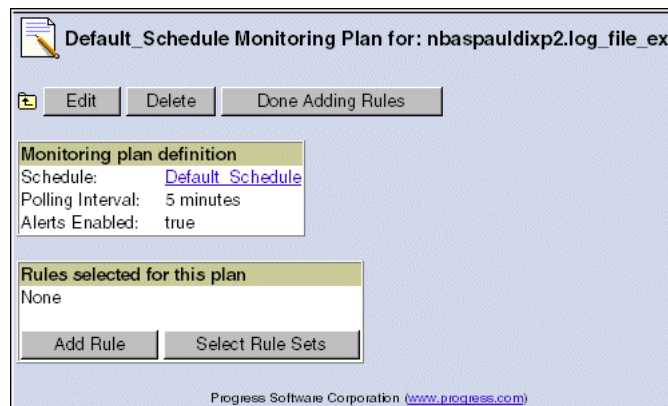 Default_Schedule Monitoring Plan for: nbaspauldixp2.log_file_ex
Edit Delete Done Adding Rules
Monitoring plan definition
Schedule: Default_Schedule
Polling Interval: 5 minutes
Alerts Enabled: true
Rules selected for this plan
None
Add Rule Select Rule Sets
Progress Software Corporation (www.progress.com)